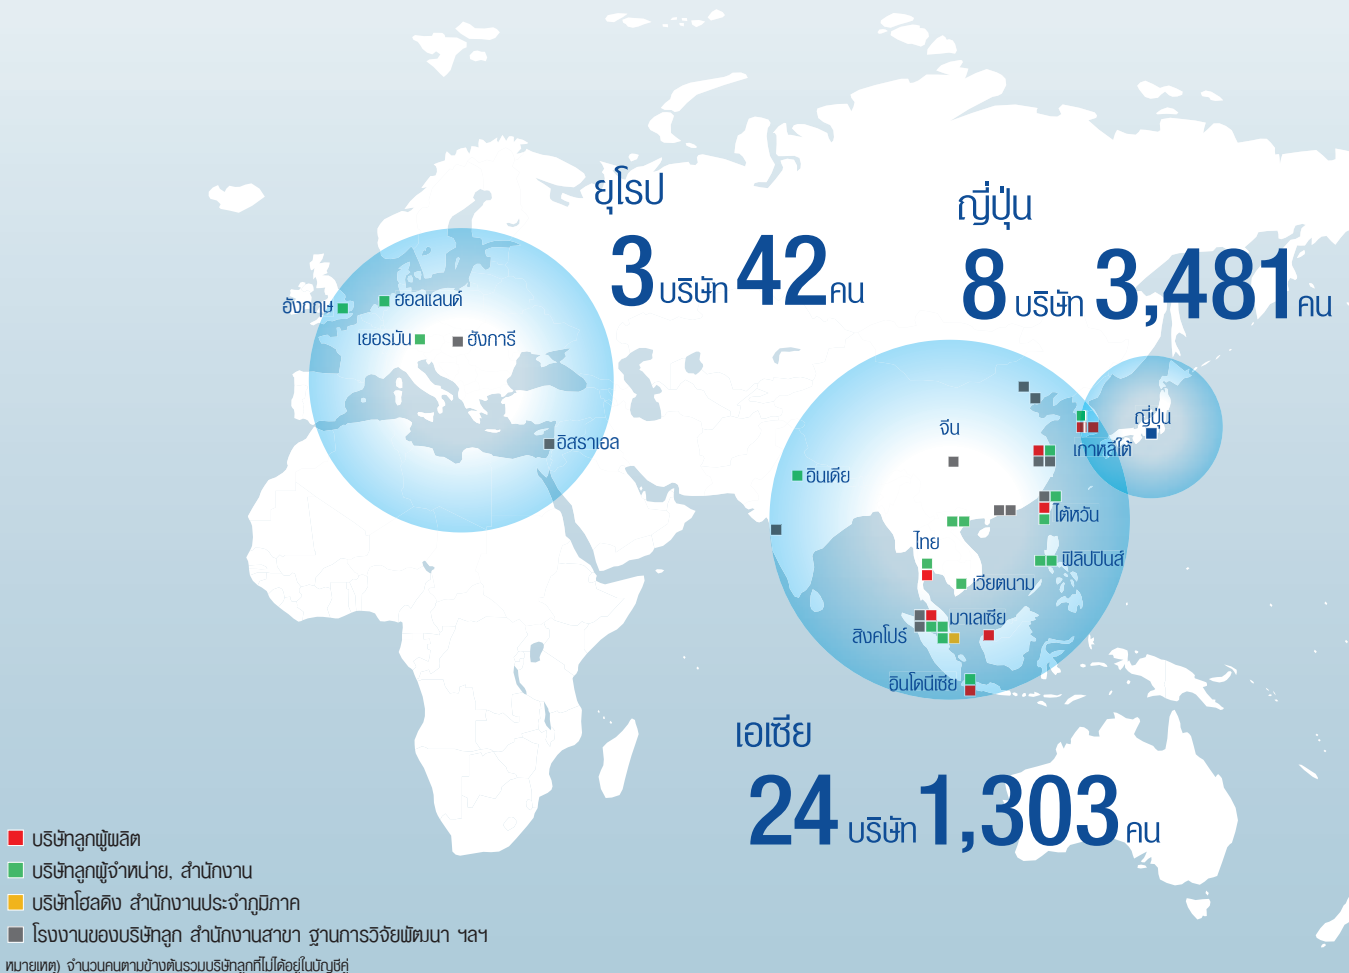 ยุโรป
3 บริษัท 42 คน
ญี่ปุ่น
8 บริษัท 3,481 คน
อังกฤษ
ฮอลแลนด์
เยอรมัน
ฮังการี
อิสราเอล
จีน
ญี่ปุ่น
เกาหลีใต้
อินเดีย
ไต้หวัน
ไทย
ฟิลิปปินส์
เวียตนาม
มาเลเซีย
สิงคโปร์
อินโดนีเซีย
เอเซีย
24 บริษัท 1,303 คน
บริษัทลูกผู้ผลิต
บริษัทลูกผู้จำหน่าย, สำนักงาน
บริษัทโฮลดิง สำนักงานประจำภูมิภาค
โรงงานของบริษัทลูก สำนักงานสาขา ฐานการวิจัยพัฒนา ฯลฯ
หมายเหตุ) จำนวนคนตามข้างต้นรวมบริษัทลูกที่ไม่ได้อยู่ในบัญชีคู่